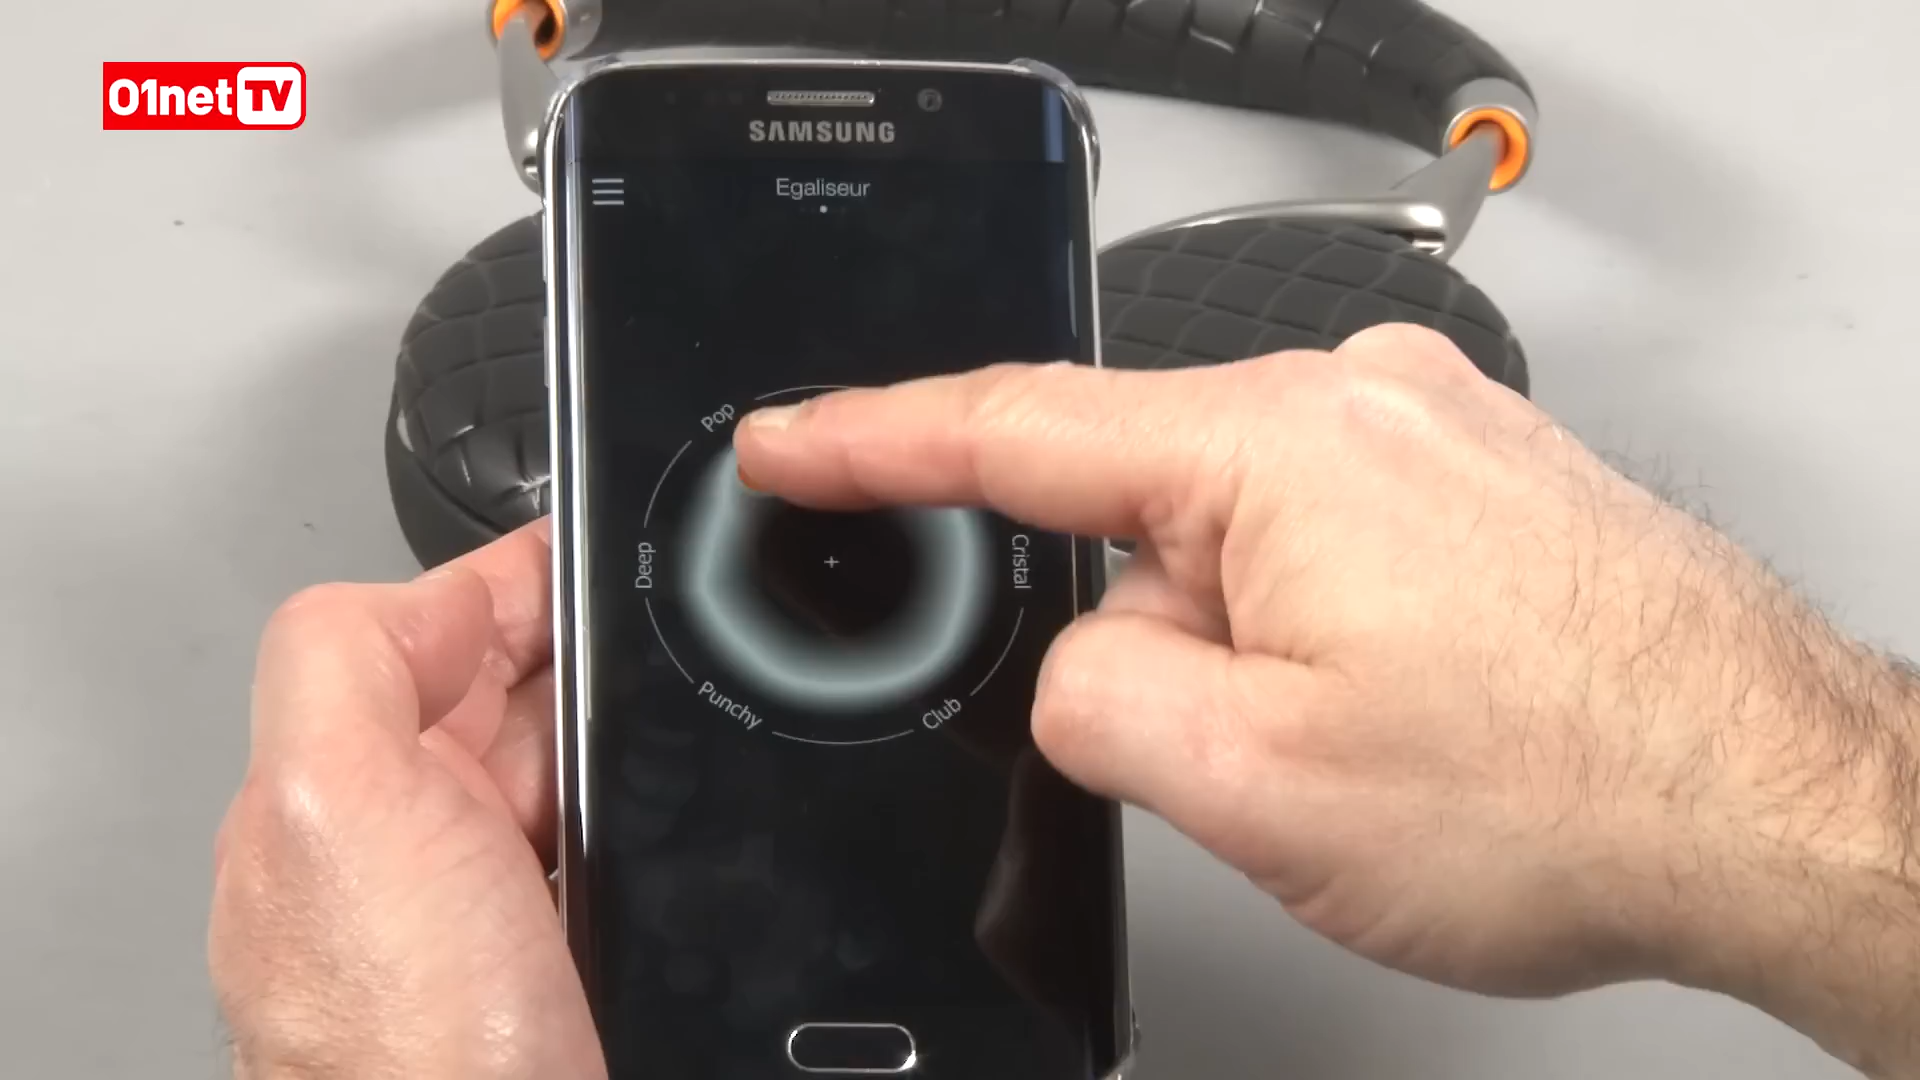 01netTV
SAMSUNG
Egaliseur
Pop
Deep
Cristal
Punchy
Club